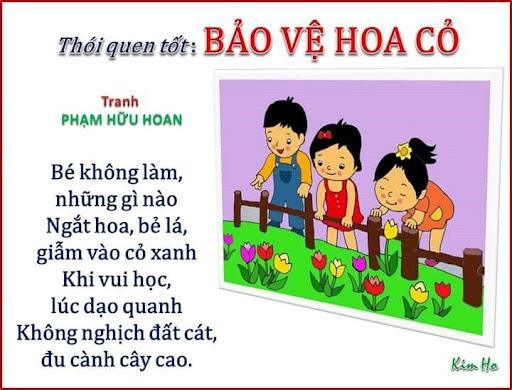 Thói quen tốt: BẢO VỆ HOA CỎ
Tranh
PHẠM HỮU HOAN
Bé không làm,
những gì nào
Ngắt hoa, bẻ lá,
giẫm vào cỏ xanh
Khi vui học,
lúc dạo quanh
Không nghịch đất cát,
đu cành cây cao.
Kim Ho